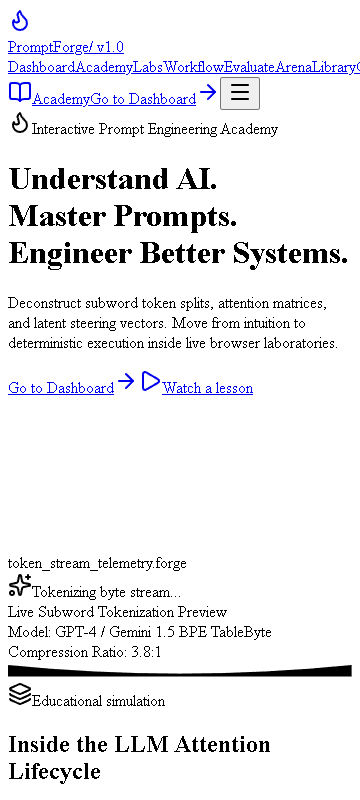 PromptForge/ v1.0
DashboardAcademyLabsWorkflowEvaluateArenaLibrary
AcademyGo to Dashboard
Interactive Prompt Engineering Academy
Understand AI.
Master Prompts.
Engineer Better Systems.
Deconstruct subword token splits, attention matrices,
and latent steering vectors. Move from intuition to
deterministic execution inside live browser laboratories.
Go to Dashboard Watch a lesson
token_stream_telemetry.forge
Tokenizing byte stream...
Live Subword Tokenization Preview
Model: GPT-4 / Gemini 1.5 BPE TableByte
Compression Ratio: 3.8:1
Educational simulation
Inside the LLM Attention
Lifecycle